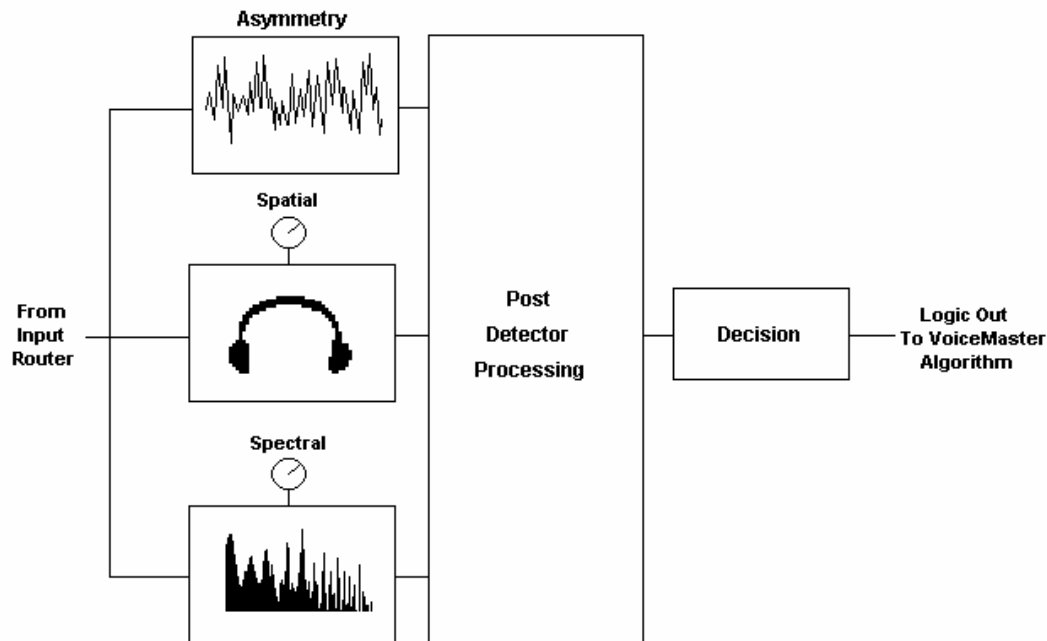 Asymmetry
Spatial
Spectral
From
Input
Router
Post
Detector
Processing
Decision
Logic Out
To VoiceMaster
Algorithm